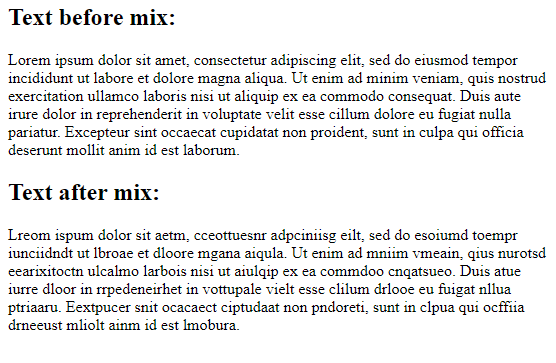 Text before mix:
Lorem ipsum dolor sit amet, consectetur adipiscing elit, sed do eiusmod tempor
incididunt ut labore et dolore magna aliqua. Ut enim ad minim veniam, quis nostrud
exercitation ullamco laboris nisi ut aliquip ex ea commodo consequat. Duis aute
irure dolor in reprehenderit in voluptate velit esse cillum dolore eu fugiat nulla
pariatur. Excepteur sint occaecat cupidatat non proident, sunt in culpa qui officia
deserunt mollit anim id est laborum.
Text after mix:
Lreom ispum dolor sit aetm, cceottuesnr adpciniisg eilt, sed do esoiumd toempr
iunciidndt ut lbroae et dloore mgana aiqula. Ut enim ad mniim vmeain, qius nurotsd
eearixitoctn ulcalmo larbois nisi ut aiulqip ex ea commdoo cnqatsueo. Duis atue
iurre dloor in rrpedeneirhet in vottupale vielt esse clilum drlooe eu fuigat nllua
ptriaaru. Eextpucer snit ocacaect ciptudaat non pndoreti, sunt in clpua qui ocffiia
drneeust mliolt ainm id est lmobura.